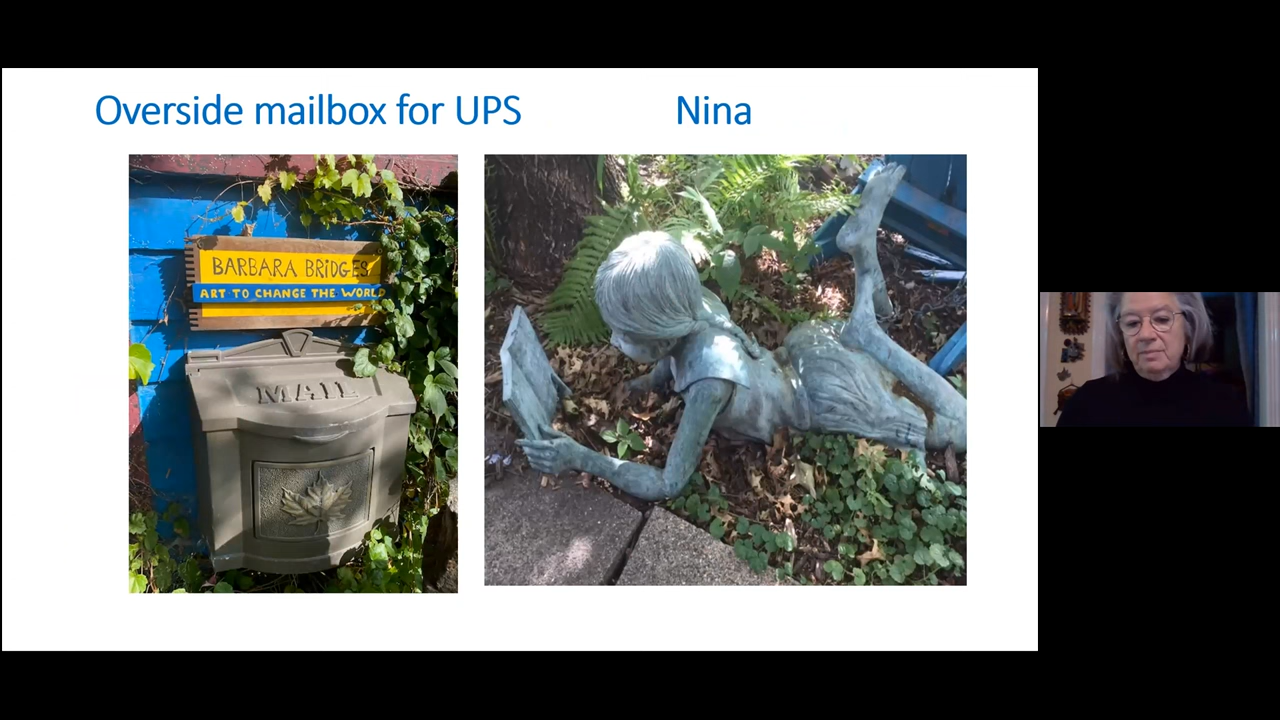 Overside mailbox for UPS
Nina
BARBARA BRIDGES
ART TO CHANGE THE WORLD
MAIL